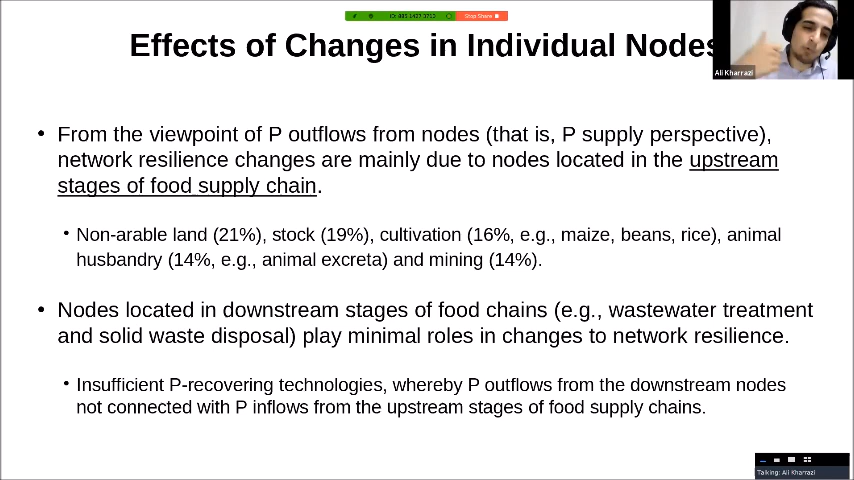 ID: 885 1427 3713
Stop Share
Effects of Changes in Individual Nodes
Ali Kharrazi
• From the viewpoint of P outflows from nodes (that is, P supply perspective),
network resilience changes are mainly due to nodes located in the upstream
stages of food supply chain.
• Non-arable land (21%), stock (19%), cultivation (16%, e.g., maize, beans, rice), animal
husbandry (14%, e.g., animal excreta) and mining (14%).
• Nodes located in downstream stages of food chains (e.g., wastewater treatment
and solid waste disposal) play minimal roles in changes to network resilience.
• Insufficient P-recovering technologies, whereby P outflows from the downstream nodes
not connected with P inflows from the upstream stages of food supply chains.
Talking: Ali Kharrazi